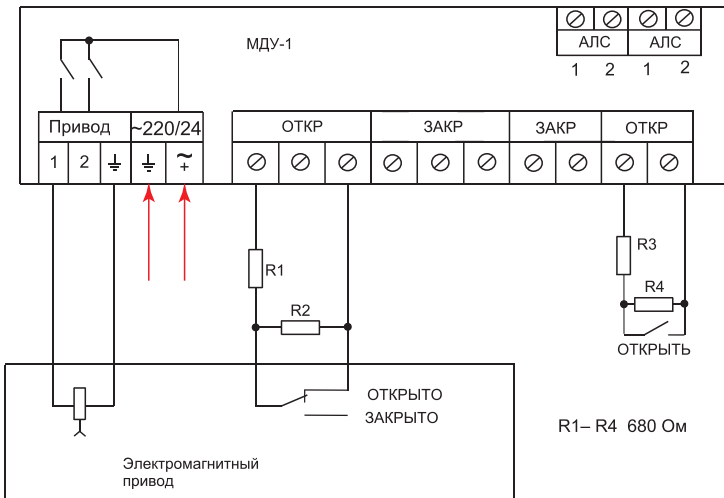 МДУ-1
АЛС АЛС
1 2 1 2
Привод ~220/24 ОТКР ЗАКР ЗАКР ОТКР
1 2 ~
+
R1
R2
R3
R4
ОТКРЫТЬ
ОТКРЫТО
ЗАКРЫТО
R1– R4 680 Ом
Электромагнитный
привод